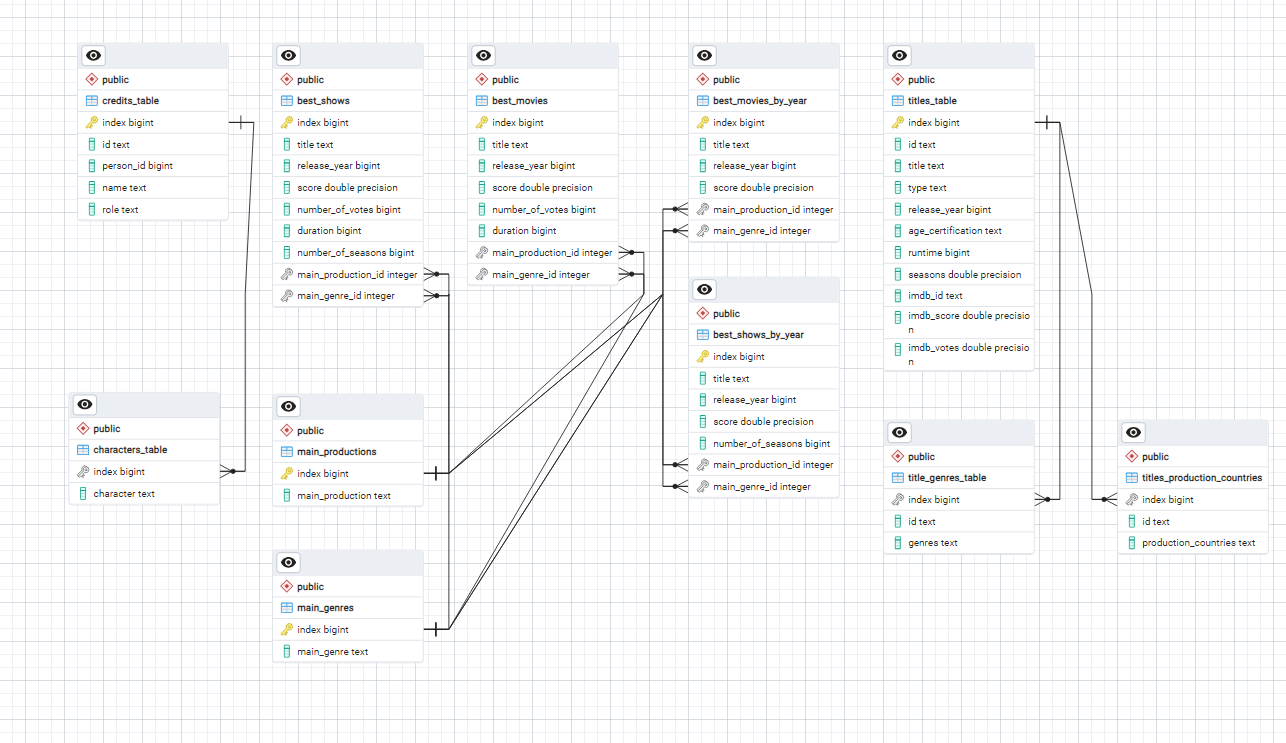 public
credits_table
index bigint
id text
person_id bigint
name text
role text
public
best_shows
index bigint
title text
release_year bigint
score double precision
number_of_votes bigint
duration bigint
number_of_seasons bigint
main_production_id integer
main_genre_id integer
public
best_movies
index bigint
title text
release_year bigint
score double precision
number_of_votes bigint
duration bigint
main_production_id integer
main_genre_id integer
public
best_movies_by_year
index bigint
title text
release_year bigint
score double precision
main_production_id integer
main_genre_id integer
public
titles_table
index bigint
id text
title text
type text
release_year bigint
age_certification text
runtime bigint
seasons double precision
imdb_id text
imdb_score double precisio
n
imdb_votes double precisio
n
public
best_shows_by_year
index bigint
title text
release_year bigint
score double precision
number_of_seasons bigint
main_production_id integer
main_genre_id integer
public
characters_table
index bigint
character text
public
main_productions
index bigint
main_production text
public
title_genres_table
index bigint
id text
genres text
public
titles_production_countries
index bigint
id text
production_countries text
public
main_genres
index bigint
main_genre text